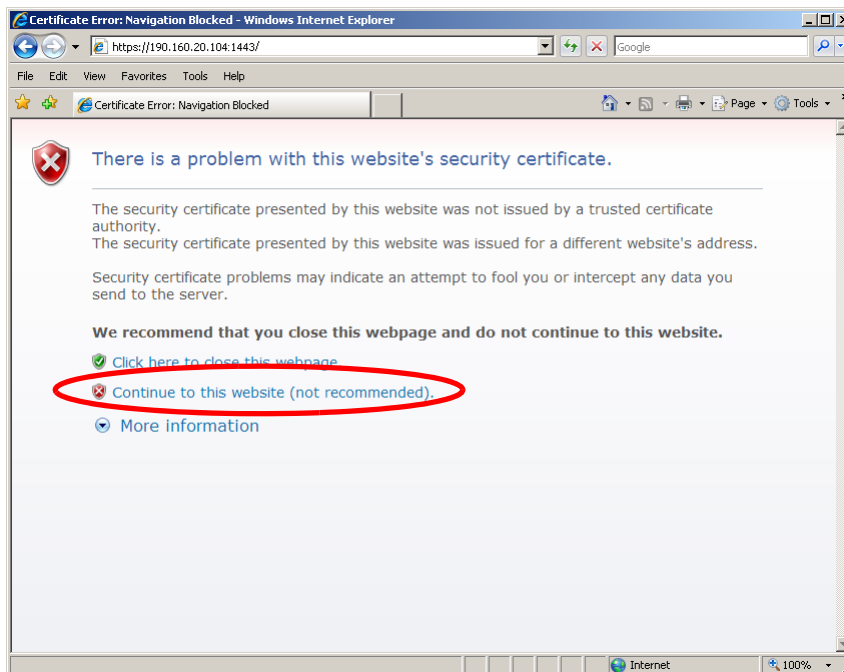 Certificate Error: Navigation Blocked - Windows Internet Explorer
https://190.160.20.104:1443/
Google
File Edit View Favorites Tools Help
Certificate Error: Navigation Blocked
Page Tools
There is a problem with this website's security certificate.
The security certificate presented by this website was not issued by a trusted certificate
authority.
The security certificate presented by this website was issued for a different website's address.
Security certificate problems may indicate an attempt to fool you or intercept any data you
send to the server.
We recommend that you close this webpage and do not continue to this website.
Click here to close this webpage.
Continue to this website (not recommended).
More information
Internet
100%